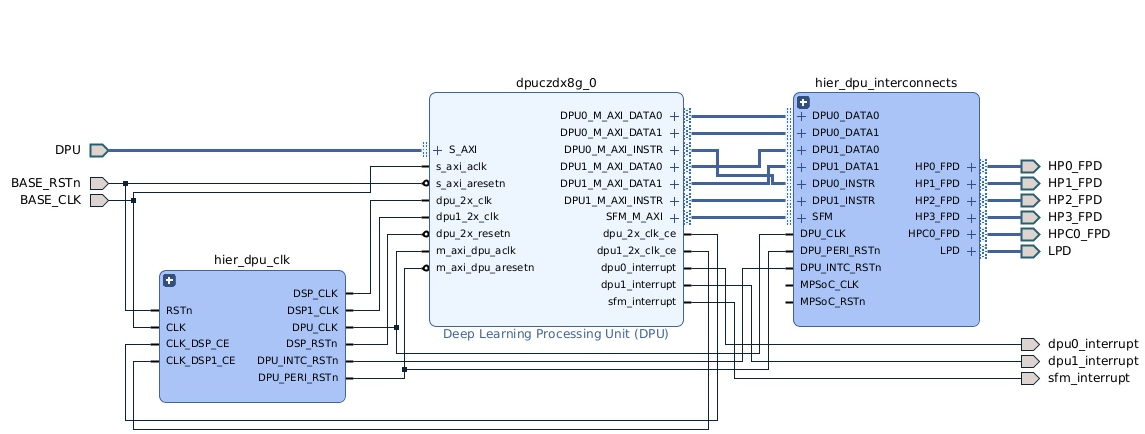 DPU
BASE_RSTn
BASE_CLK
hier_dpu_clk
RSTn
CLK
CLK_DSP_CE
CLK_DSP1_CE
DSP_CLK
DSP1_CLK
DPU_CLK
DSP_RSTn
DPU_INTC_RSTn
DPU_PERI_RSTn
dpuczdx8g_0
S_AXI
s_axi_aclk
s_axi_aresetn
dpu_2x_clk
dpu1_2x_clk
dpu_2x_resetn
m_axi_dpu_aclk
m_axi_dpu_aresetn
DPU0_M_AXI_DATA0
DPU0_M_AXI_DATA1
DPU0_M_AXI_INSTR
DPU1_M_AXI_DATA0
DPU1_M_AXI_DATA1
DPU1_M_AXI_INSTR
SFM_M_AXI
dpu_2x_clk_ce
dpu1_2x_clk_ce
dpu0_interrupt
dpu1_interrupt
sfm_interrupt
Deep Learning Processing Unit (DPU)
hier_dpu_interconnects
DPU0_DATA0
DPU0_DATA1
DPU1_DATA0
DPU1_DATA1
DPU0_INSTR
DPU1_INSTR
SFM
DPU_CLK
DPU_PERI_RSTn
DPU_INTC_RSTn
MPSoC_CLK
MPSoC_RSTn
HP0_FPD
HP1_FPD
HP2_FPD
HP3_FPD
HPC0_FPD
LPD
HP0_FPD
HP1_FPD
HP2_FPD
HP3_FPD
HPC0_FPD
LPD
dpu0_interrupt
dpu1_interrupt
sfm_interrupt